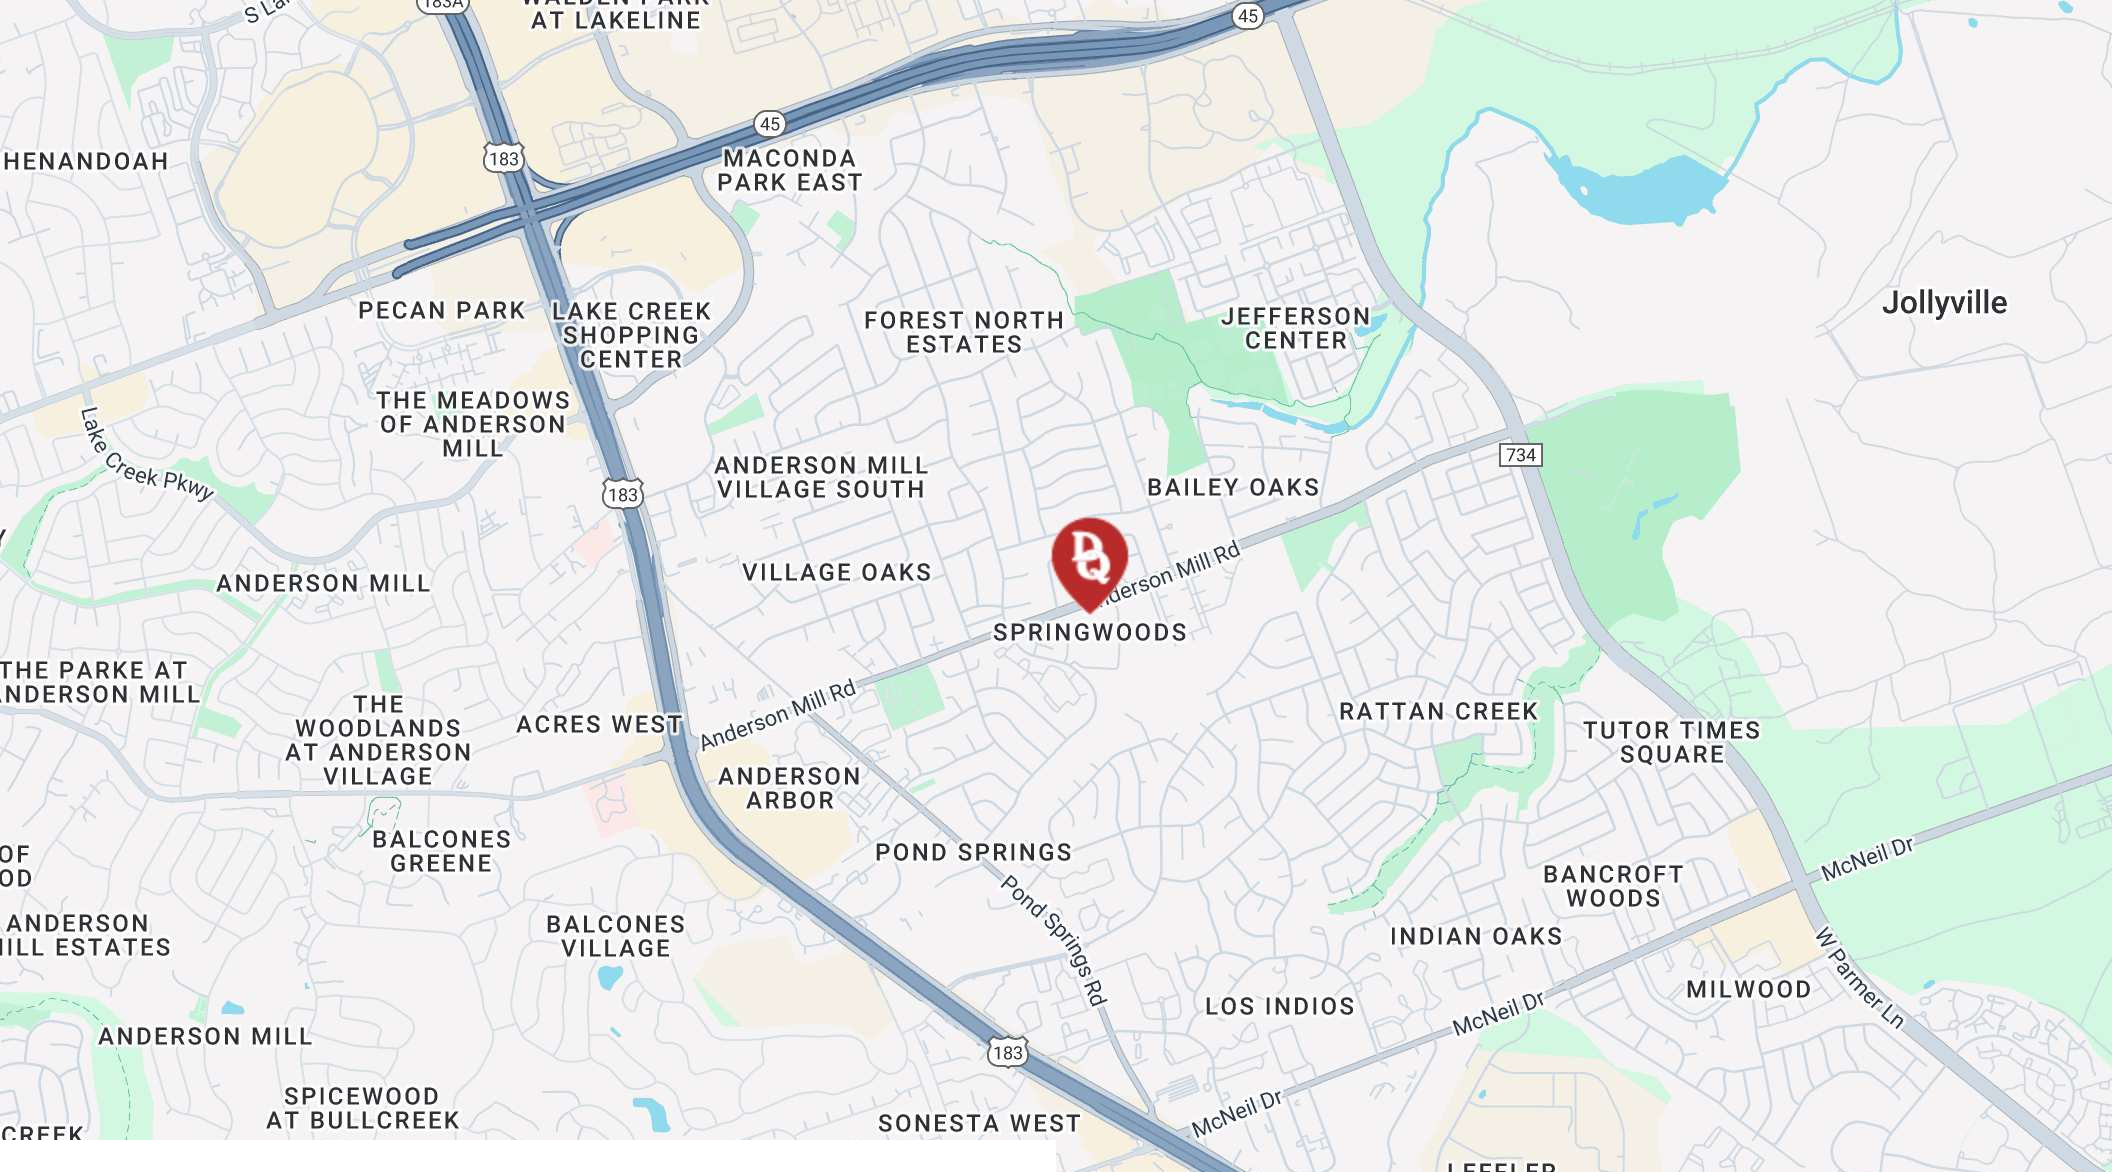 183A
WALDEN PARK
AT LAKELINE
45
45
183
HENANDOAH
MACONDA
PARK EAST
Jollyville
PECAN PARK
LAKE CREEK
SHOPPING
CENTER
FOREST NORTH
ESTATES
JEFFERSON
CENTER
THE MEADOWS
OF ANDERSON
MILL
Lake Creek Pkwy
734
ANDERSON MILL
VILLAGE SOUTH
BAILEY OAKS
183
DQ
VILLAGE OAKS
ANDERSON MILL
nderson Mill Rd
SPRINGWOODS
THE PARKE AT
ANDERSON MILL
Anderson Mill Rd
THE
WOODLANDS
AT ANDERSON
VILLAGE
ACRES WEST
RATTAN CREEK
TUTOR TIMES
SQUARE
ANDERSON
ARBOR
BALCONES
GREENE
POND SPRINGS
McNeil Dr
OF
OD
BANCROFT
WOODS
Pond Springs Rd
ANDERSON
ILL ESTATES
BALCONES
VILLAGE
INDIAN OAKS
W Parmer Ln
MILWOOD
LOS INDIOS
McNeil Dr
ANDERSON MILL
183
SPICEWOOD
AT BULLCREEK
McNeil Dr
SONESTA WEST
CREEK